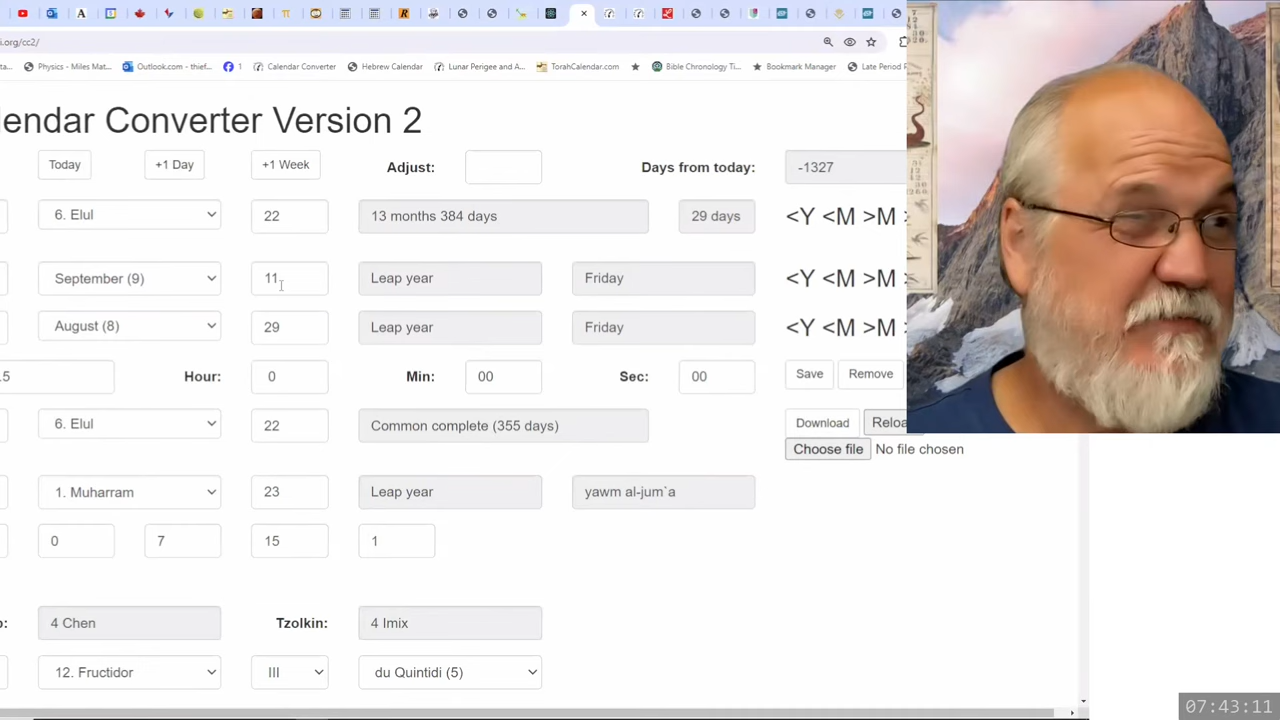 i.org/cc2/
ta...
Physics - Miles Mat...
Outlook.com - thief...
1
Calendar Converter
Hebrew Calendar
Lunar Perigee and A...
TorahCalendar.com
Bible Chronology Ti...
Bookmark Manager
Late Period
lendar Converter Version 2
Today +1 Day +1 Week Adjust: Days from today: -1327
6. Elul 22 13 months 384 days 29 days <Y <M >M
September (9) 11 Leap year Friday <Y <M >M
August (8) 29 Leap year Friday <Y <M >M
.5 Hour: 0 Min: 00 Sec: 00 Save Remove
6. Elul 22 Common complete (355 days) Download Reloa
Choose file No file chosen
1. Muharram 23 Leap year yawm al-jum`a
0 7 15 1
b: 4 Chen Tzolkin: 4 Imix
12. Fructidor III du Quintidi (5)
07:43:11